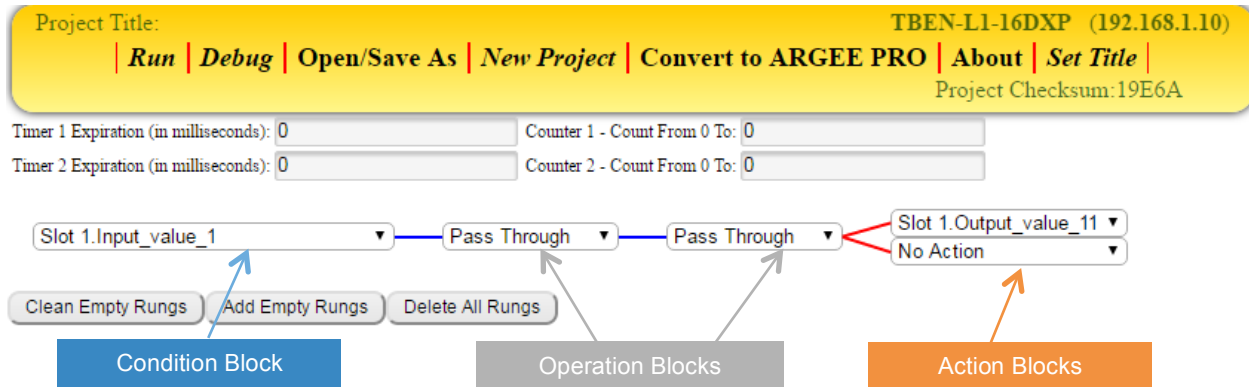 Project Title: TBEN-L1-16DXP (192.168.1.10)
| Run | Debug | Open/Save As | New Project | Convert to ARGEE PRO | About | Set Title |
Project Checksum:19E6A
Timer 1 Expiration (in milliseconds): 0 Counter 1 - Count From 0 To: 0
Timer 2 Expiration (in milliseconds): 0 Counter 2 - Count From 0 To: 0
Slot 1.Output_value_11
Slot 1.Input_value_1 Pass Through Pass Through
No Action
Clean Empty Rungs Add Empty Rungs Delete All Rungs
Condition Block Operation Blocks Action Blocks